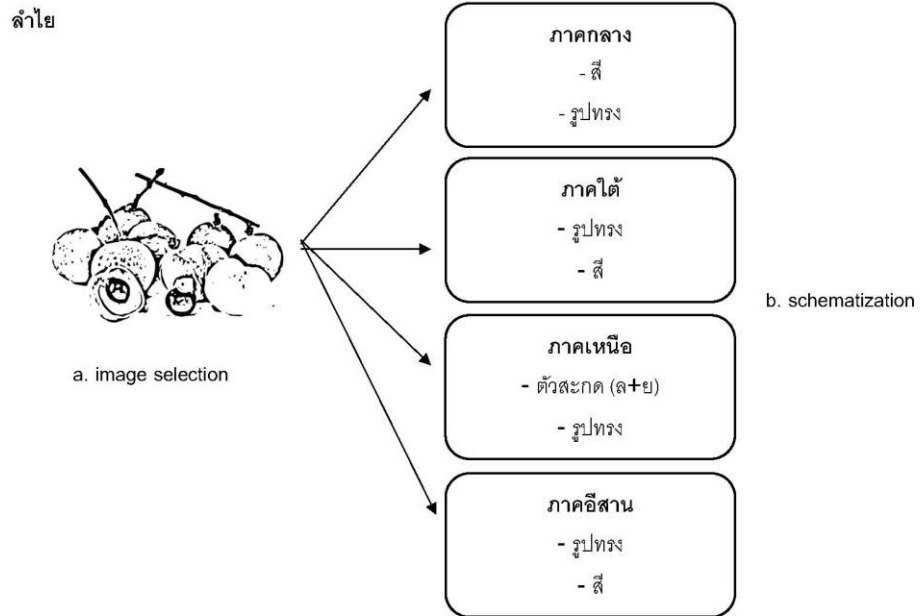 ลำไย
ภาคกลาง
- สี
- รูปทรง
ภาคใต้
- รูปทรง
- สี
b. schematization
ภาคเหนือ
- ตัวสะกด (ล+ย)
- รูปทรง
a. image selection
ภาคอีสาน
- รูปทรง
- สี